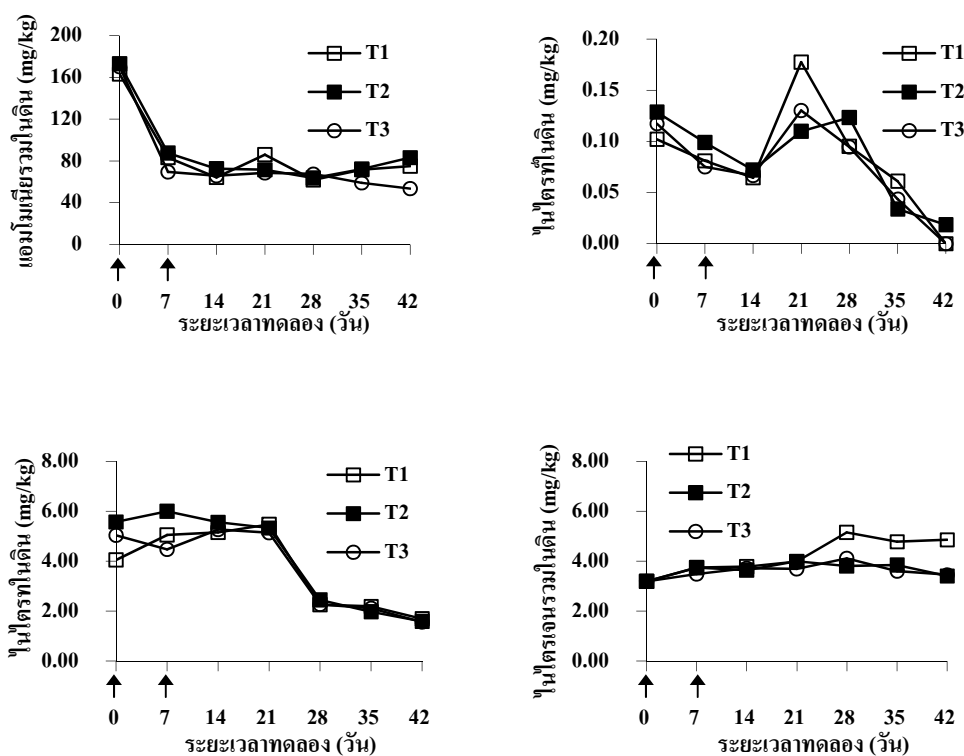 แอมโมเนียรวมในดิน (mg/kg)
200
160
120
80
40
0
T1
T2
T3
0 7 14 21 28 35 42
ระยะเวลาทดลอง (วัน)
ไนไตรที่ในดิน (mg/kg)
0.20
0.15
0.10
0.05
0.00
T1
T2
T3
0 7 14 21 28 35 42
ระยะเวลาทดลอง (วัน)
ไนไตรทในดิน (mg/kg)
8.00
6.00
4.00
2.00
0.00
T1
T2
T3
0 7 14 21 28 35 42
ระยะเวลาทดลอง (วัน)
ไนไตรเจนรวมในดิน (mg/kg)
8.00
6.00
4.00
2.00
0.00
T1
T2
T3
0 7 14 21 28 35 42
ระยะเวลาทดลอง (วัน)